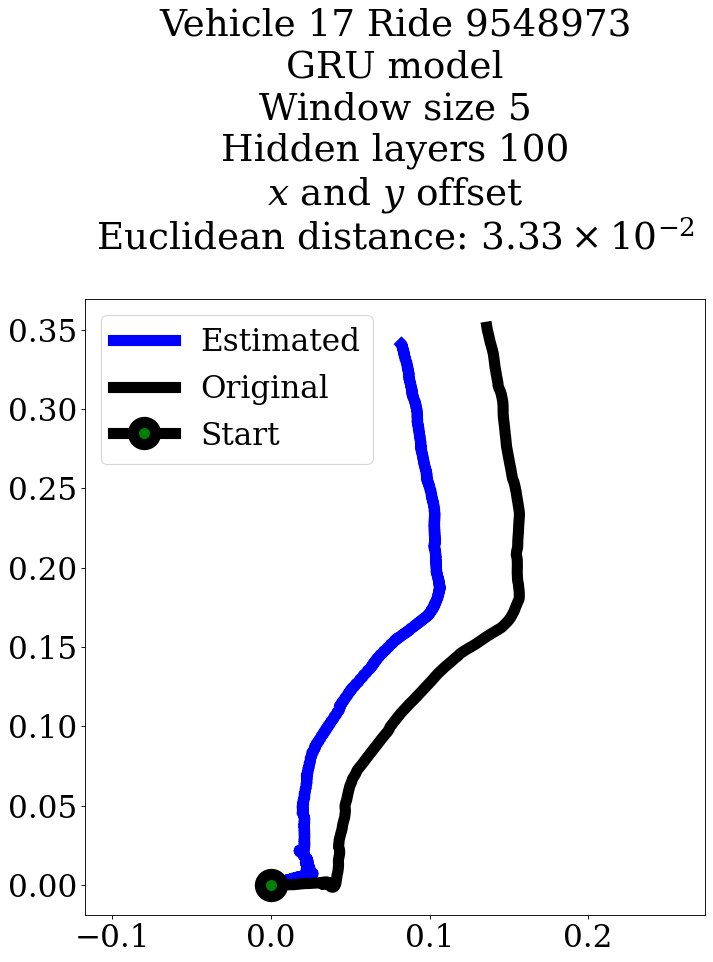 Vehicle 17 Ride 9548973
GRU model
Window size 5
Hidden layers 100
x and y offset
Euclidean distance: 3.33 × 10⁻²
Estimated
Original
Start
0.35
0.30
0.25
0.20
0.15
0.10
0.05
0.00
−0.1
0.0
0.1
0.2